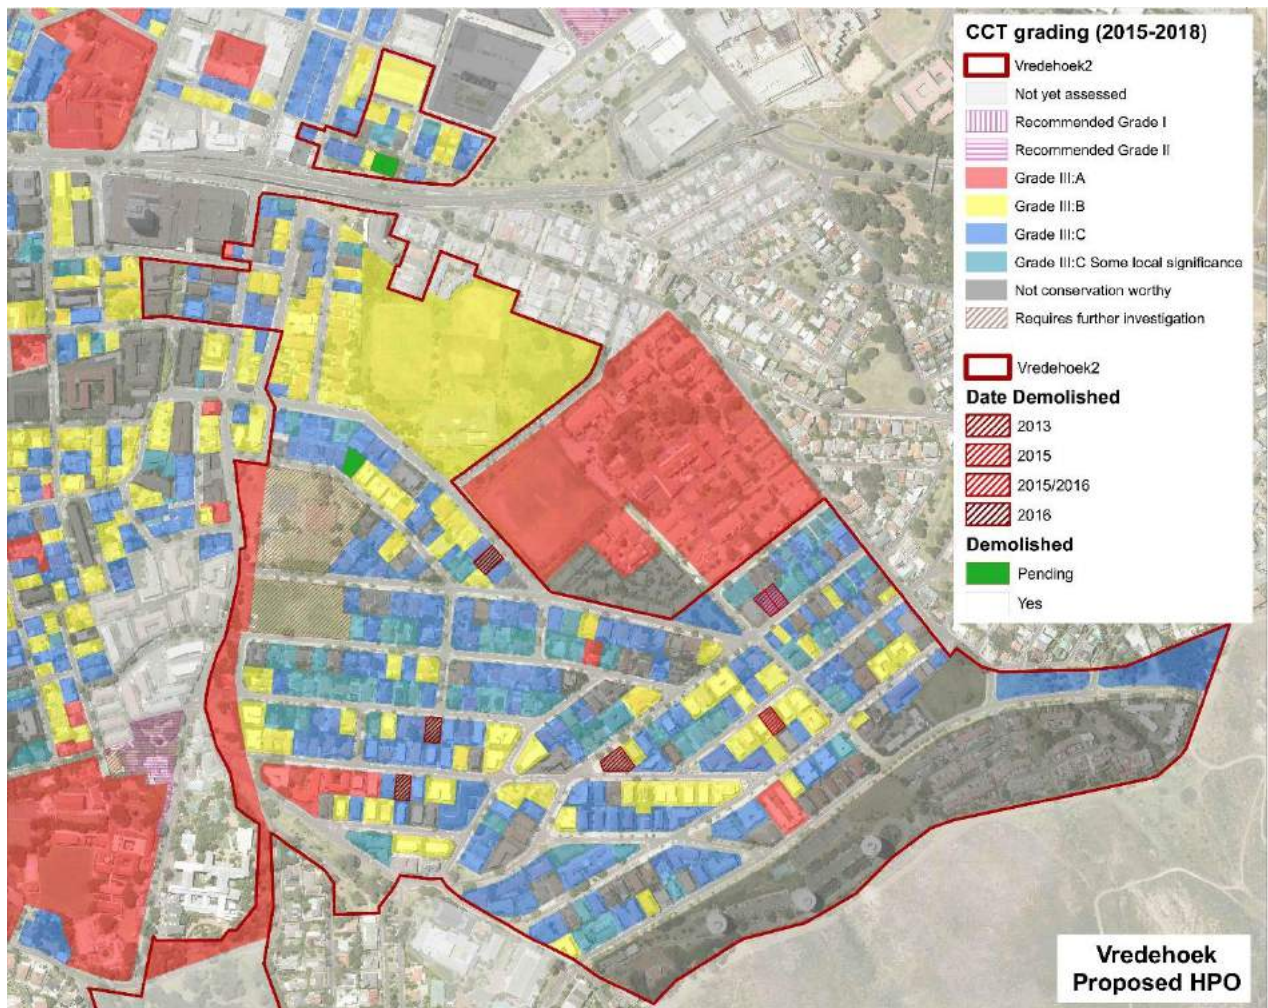 CCT grading (2015-2018)
Vredehoek2
Not yet assessed
Recommended Grade I
Recommended Grade II
Grade III:A
Grade III:B
Grade III:C
Grade III:C Some local significance
Not conservation worthy
Requires further investigation
Vredehoek2
Date Demolished
2013
2015
2015/2016
2016
Demolished
Pending
Yes
Vredehoek
Proposed HPO